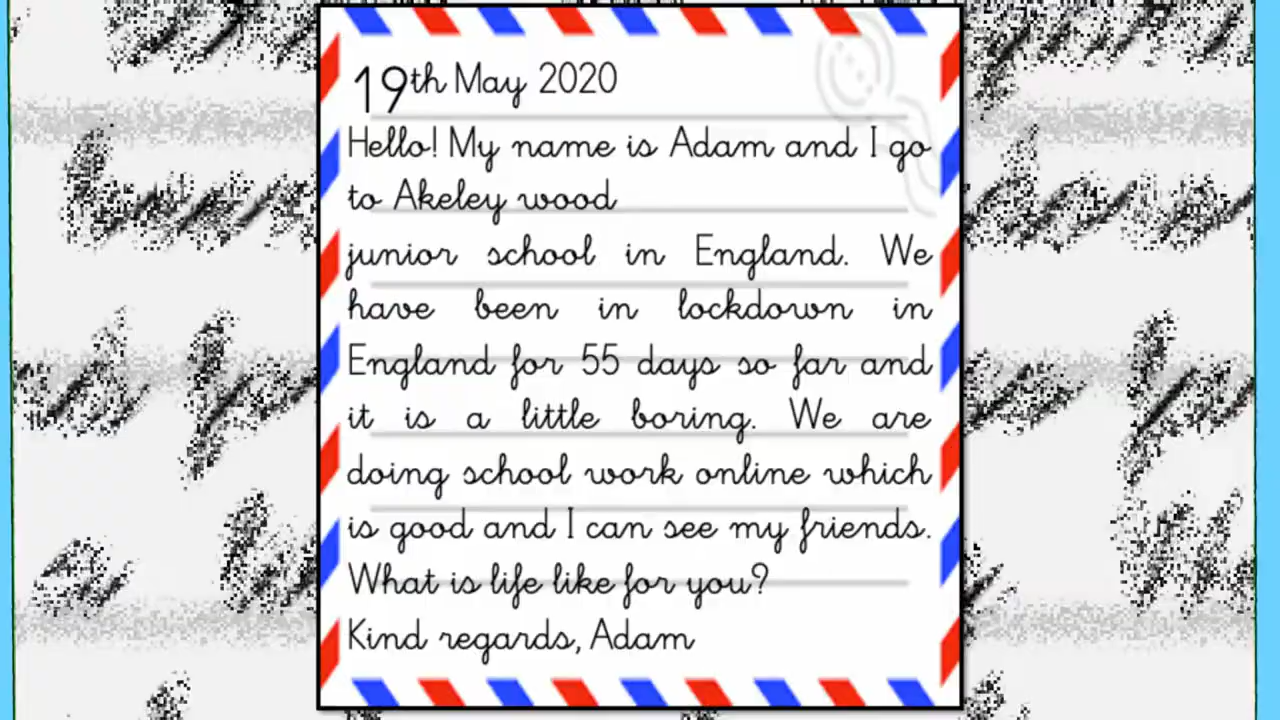 19th May 2020
Hello! My name is Adam and I go
to Akeley wood
junior school in England. We
have been in lockdown in
England for 55 days so far and
it is a little boring. We are
doing school work online which
is good and I can see my friends.
What is life like for you?
Kind regards, Adam